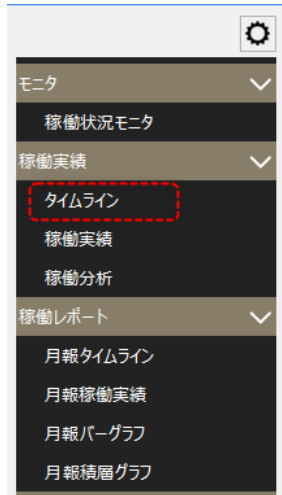 モニタ
稼働状況モニタ
稼働実績
タイムライン
稼働実績
稼働分析
稼働レポート
月報タイムライン
月報稼働実績
月報バーグラフ
月報積層グラフ